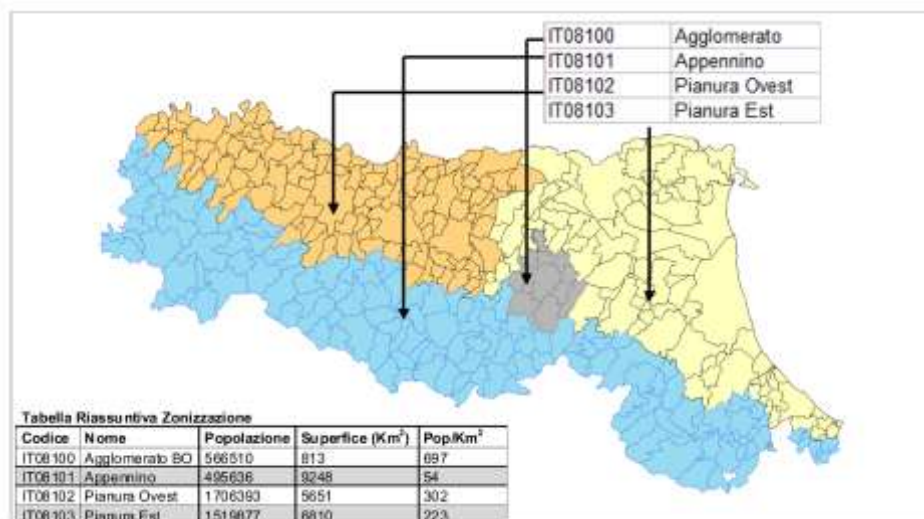 IT08100 Agglomerato
IT08101 Appennino
IT08102 Pianura Ovest
IT08103 Pianura Est
Tabella Riassuntiva Zonizzazione
Codice Nome Popolazione Superfice (Km²) Pop/Km²
IT08100 Agglomerato BO 566510 813 697
IT08101 Appennino 495636 9248 54
IT08102 Pianura Ovest 1706393 5651 302
IT08103 Pianura Est 1519877 6810 223